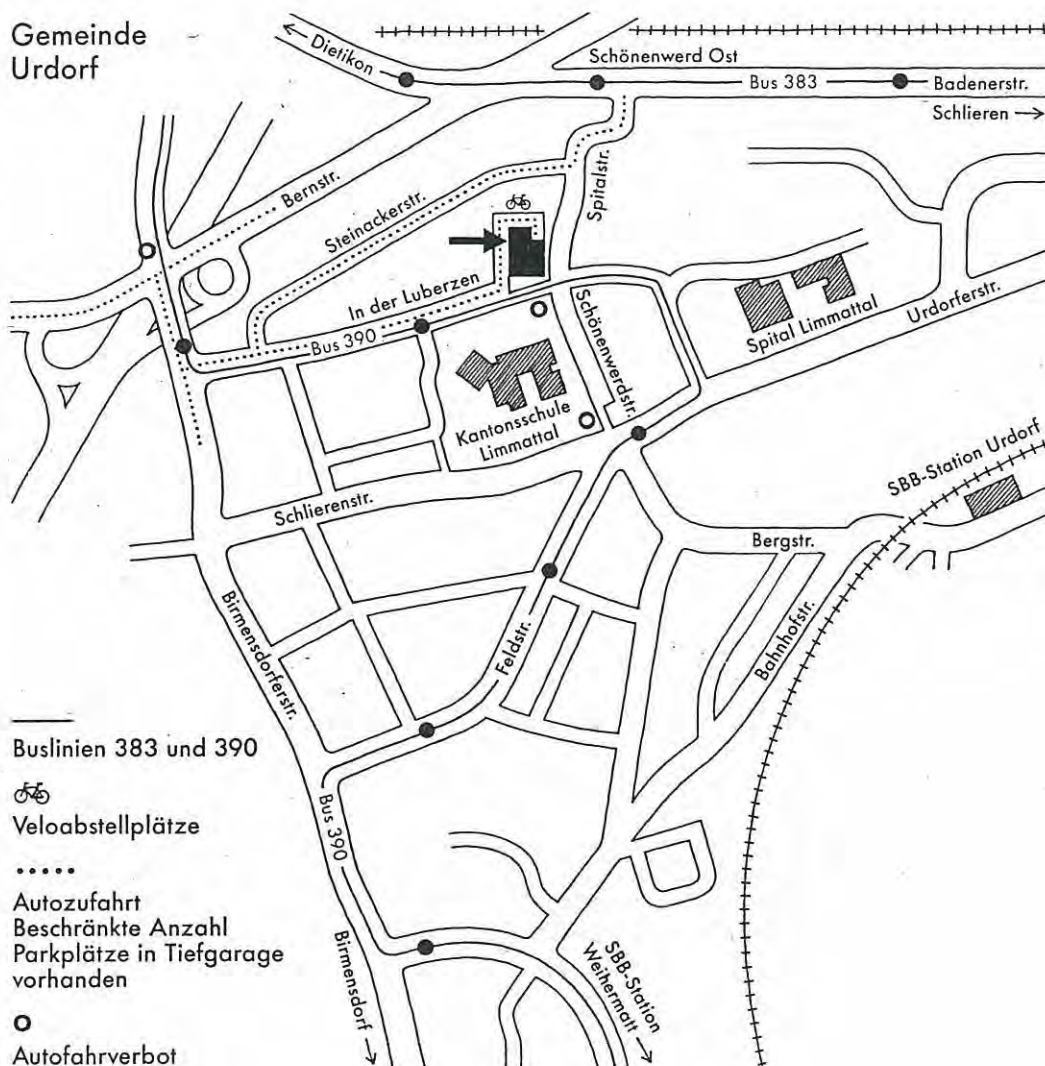 Gemeinde
Urdorf
Dietikon
Schönenwerd Ost
Bus 383
Badenerstr.
Schlieren
Bernstr.
Steinackerstr.
Spitalstr.
In der Luberzen
Bus 390
Schönenwerdstr.
Spital Limmattal
Urdorferstr.
Kantonsschule
Limmattal
SBB-Station Urdorf
Schlierenstr.
Bergstr.
Birmensdorferstr.
Feldstr.
Bahnhofstr.
Bus 390
Birmensdorf
SBB-Station
Weihermatt
Buslinien 383 und 390
Veloabstellplätze
Autozufahrt
Beschränkte Anzahl
Parkplätze in Tiefgarage
vorhanden
Autofahrverbot